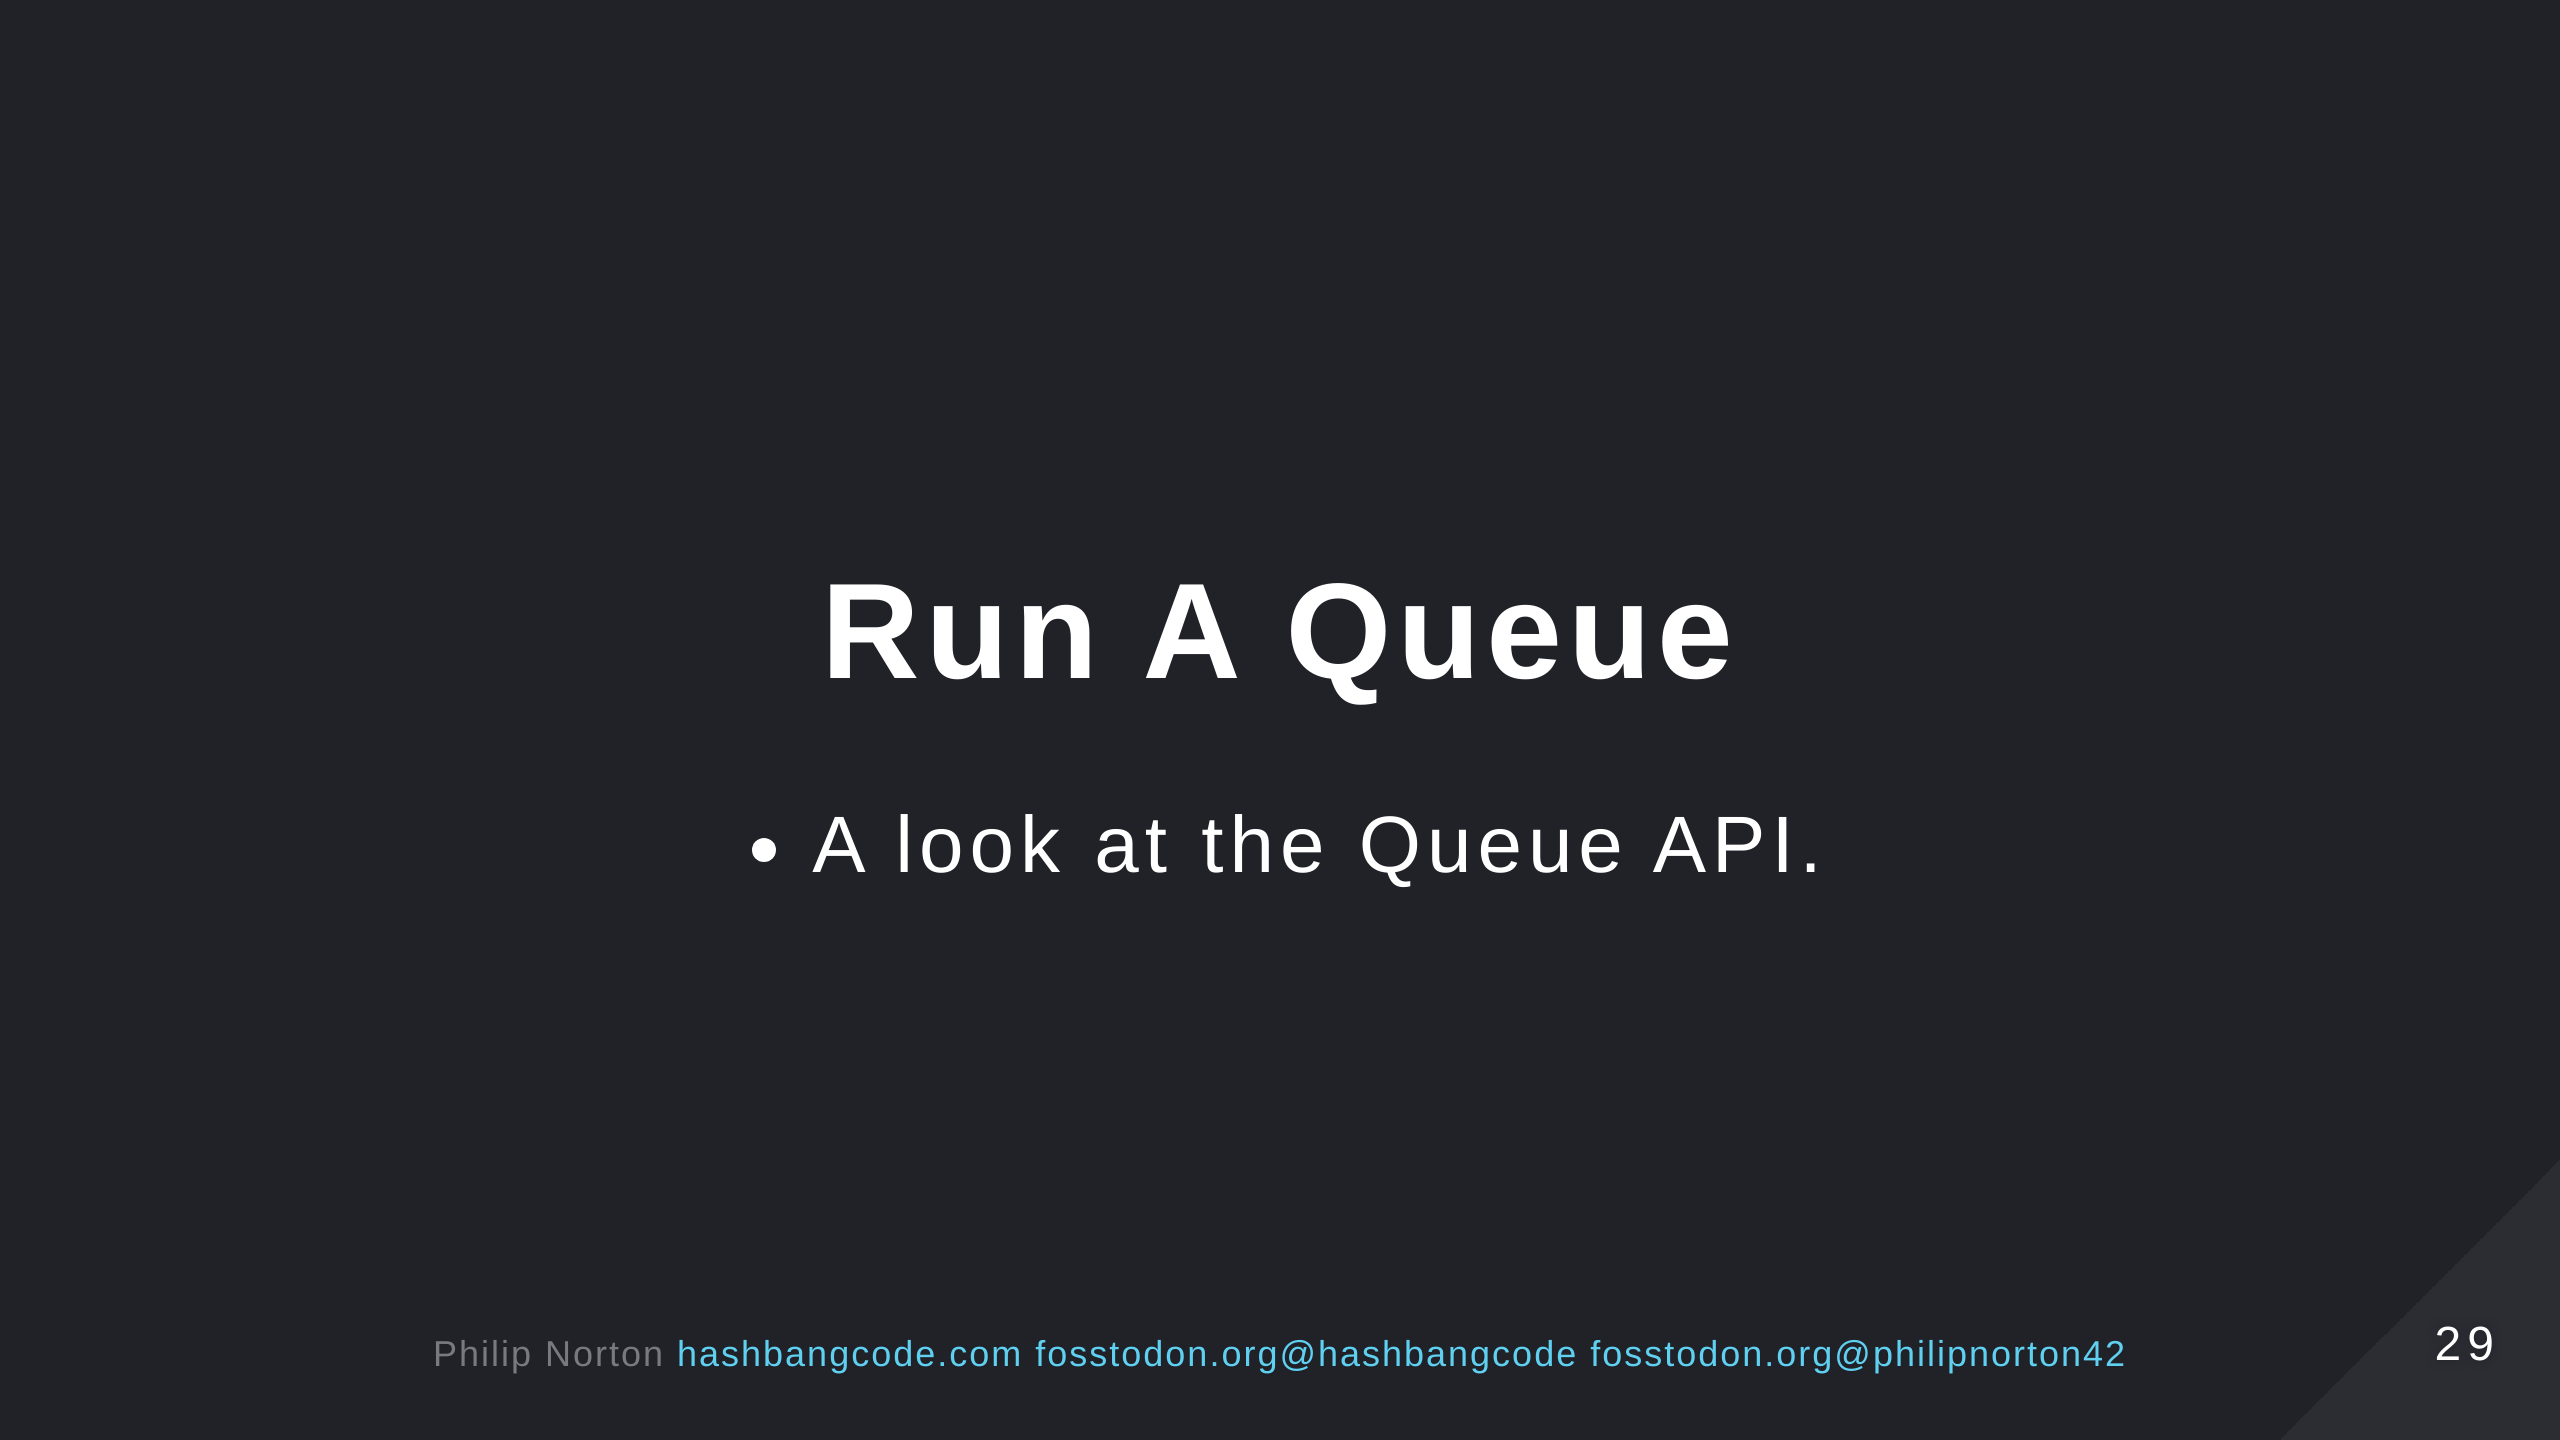 Run A Queue
• A look at the Queue API.
Philip Norton hashbangcode.com fosstodon.org@hashbangcode fosstodon.org@philipnorton42
29